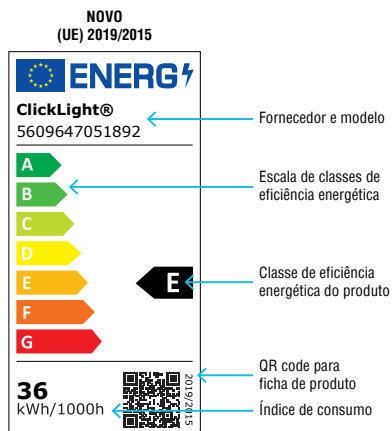 NOVO
(UE) 2019/2015
ENERG
ClickLight®
5609647051892
Fornecedor e modelo
A
B
C
D
E
F
G
Escala de classes de
eficiência energética
E
Classe de eficiência
energética do produto
QR code para
ficha de produto
36
kWh/1000h
2019/2015
Índice de consumo